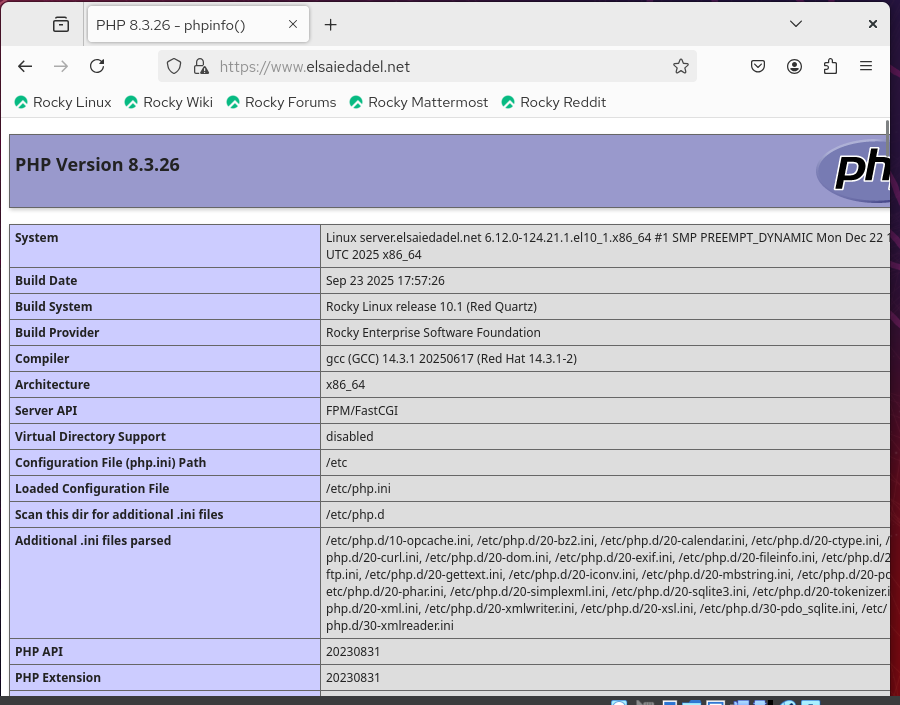 PHP 8.3.26 - phpinfo()
https://www.elsaiedadel.net
Rocky Linux
Rocky Wiki
Rocky Forums
Rocky Mattermost
Rocky Reddit
PHP Version 8.3.26
System
Linux server.elsaiedadel.net 6.12.0-124.21.1.el10_1.x86_64 #1 SMP PREEMPT_DYNAMIC Mon Dec 22
UTC 2025 x86_64
Build Date
Sep 23 2025 17:57:26
Build System
Rocky Linux release 10.1 (Red Quartz)
Build Provider
Rocky Enterprise Software Foundation
Compiler
gcc (GCC) 14.3.1 20250617 (Red Hat 14.3.1-2)
Architecture
x86_64
Server API
FPM/FastCGI
Virtual Directory Support
disabled
Configuration File (php.ini) Path
/etc
Loaded Configuration File
/etc/php.ini
Scan this dir for additional .ini files
/etc/php.d
Additional .ini files parsed
/etc/php.d/10-opcache.ini, /etc/php.d/20-bz2.ini, /etc/php.d/20-calendar.ini, /etc/php.d/20-ctype.ini, /
php.d/20-curl.ini, /etc/php.d/20-dom.ini, /etc/php.d/20-exif.ini, /etc/php.d/20-fileinfo.ini, /etc/php.d/2
ftp.ini, /etc/php.d/20-gettext.ini, /etc/php.d/20-iconv.ini, /etc/php.d/20-mbstring.ini, /etc/php.d/20-
etc/php.d/20-phar.ini, /etc/php.d/20-simplexml.ini, /etc/php.d/20-sqlite3.ini, /etc/php.d/20-tokenizer.i
php.d/20-xml.ini, /etc/php.d/20-xmlwriter.ini, /etc/php.d/20-xsl.ini, /etc/php.d/30-pdo_sqlite.ini, /etc/
php.d/30-xmlreader.ini
PHP API
20230831
PHP Extension
20230831